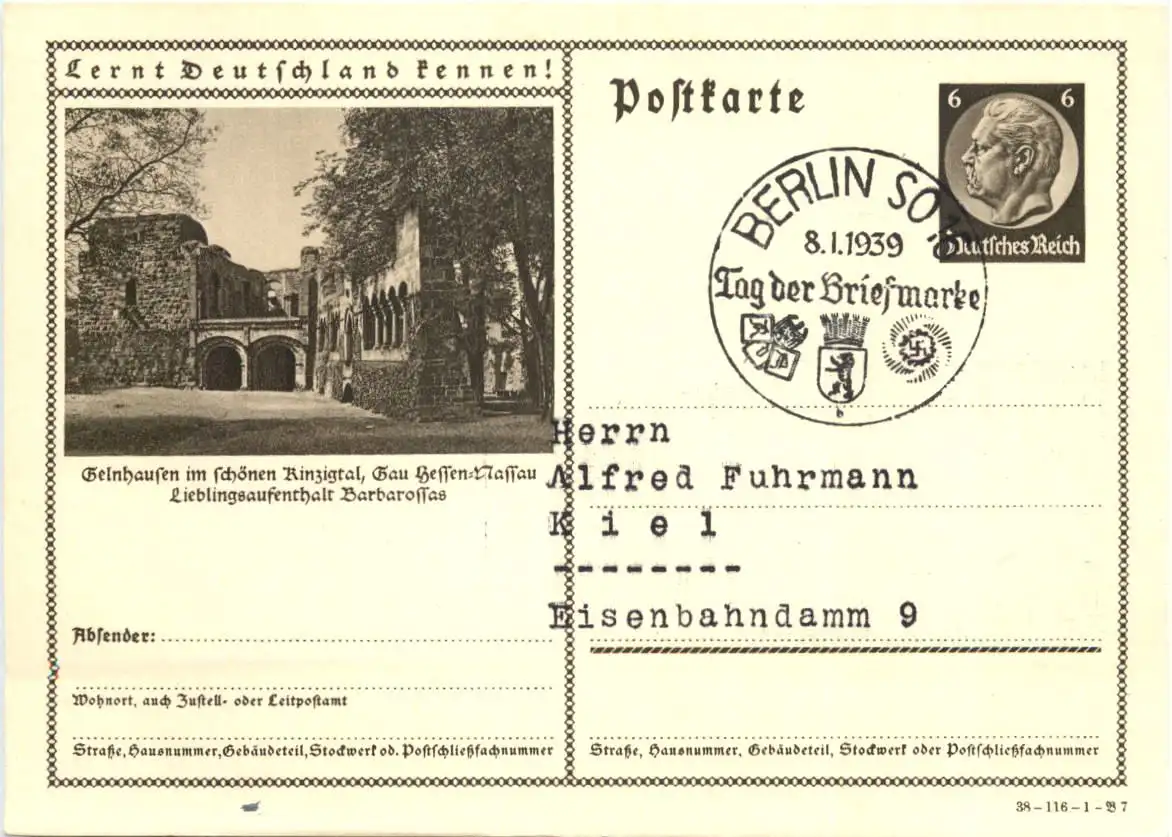 Lernt Deutschland kennen!
Gelnhausen im schönen Kinzigtal, Gau Hessen-Nassau
Lieblingsaufenthalt Barbarossas
Absender:
Wohnort, auch Zustell- oder Leitpostamt
Straße, Hausnummer, Gebäudeteil, Stockwerk od. Postschließfachnummer
Postkarte
6 6
Deutsches Reich
BERLIN SO
8.1.1939
Tag der Briefmarke
b
Herrn
Alfred Fuhrmann
K i e l
--------
Eisenbahndamm 9
Straße, Hausnummer, Gebäudeteil, Stockwerk oder Postschließfachnummer
38-116-1-B 7